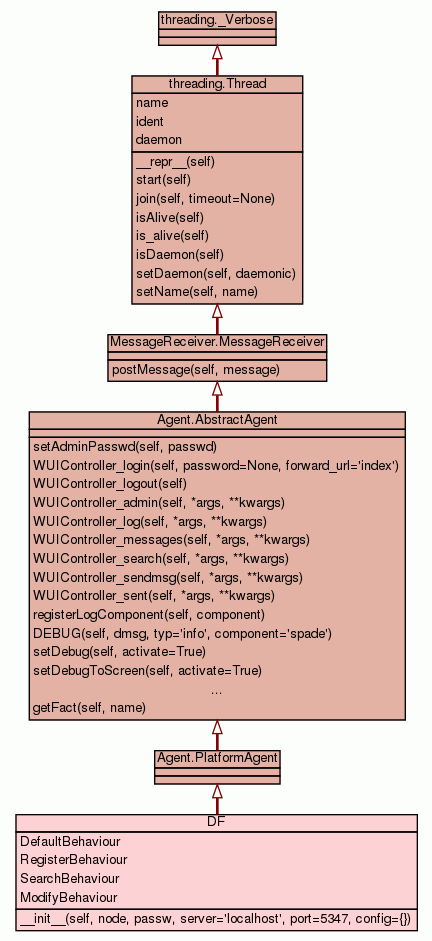 threading._Verbose
threading.Thread
name
ident
daemon
__repr__(self)
start(self)
join(self, timeout=None)
isAlive(self)
is_alive(self)
isDaemon(self)
setDaemon(self, daemonic)
setName(self, name)
MessageReceiver.MessageReceiver
postMessage(self, message)
Agent.AbstractAgent
setAdminPasswd(self, passwd)
WUIController_login(self, password=None, forward_url='index')
WUIController_logout(self)
WUIController_admin(self, *args, **kwargs)
WUIController_log(self, *args, **kwargs)
WUIController_messages(self, *args, **kwargs)
WUIController_search(self, *args, **kwargs)
WUIController_sendmsg(self, *args, **kwargs)
WUIController_sent(self, *args, **kwargs)
registerLogComponent(self, component)
DEBUG(self, dmsg, typ='info', component='spade')
setDebug(self, activate=True)
setDebugToScreen(self, activate=True)
...
getFact(self, name)
Agent.PlatformAgent
DF
DefaultBehaviour
RegisterBehaviour
SearchBehaviour
ModifyBehaviour
__init__(self, node, passw, server='localhost', port=5347, config={})